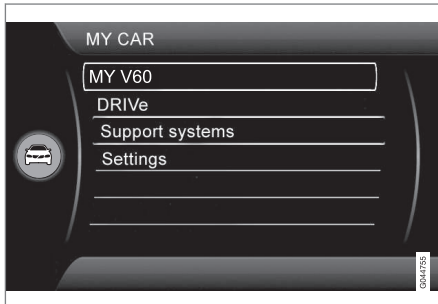 MY CAR
MY V60
DRIVe
Support systems
Settings
G044755